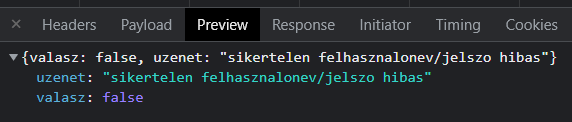 × Headers Payload Preview Response Initiator Timing Cookies
▼{valasz: false, uzenet: "sikertelen felhasznalonev/jelszo hibas"}
uzenet: "sikertelen felhasznalonev/jelszo hibas"
valasz: false